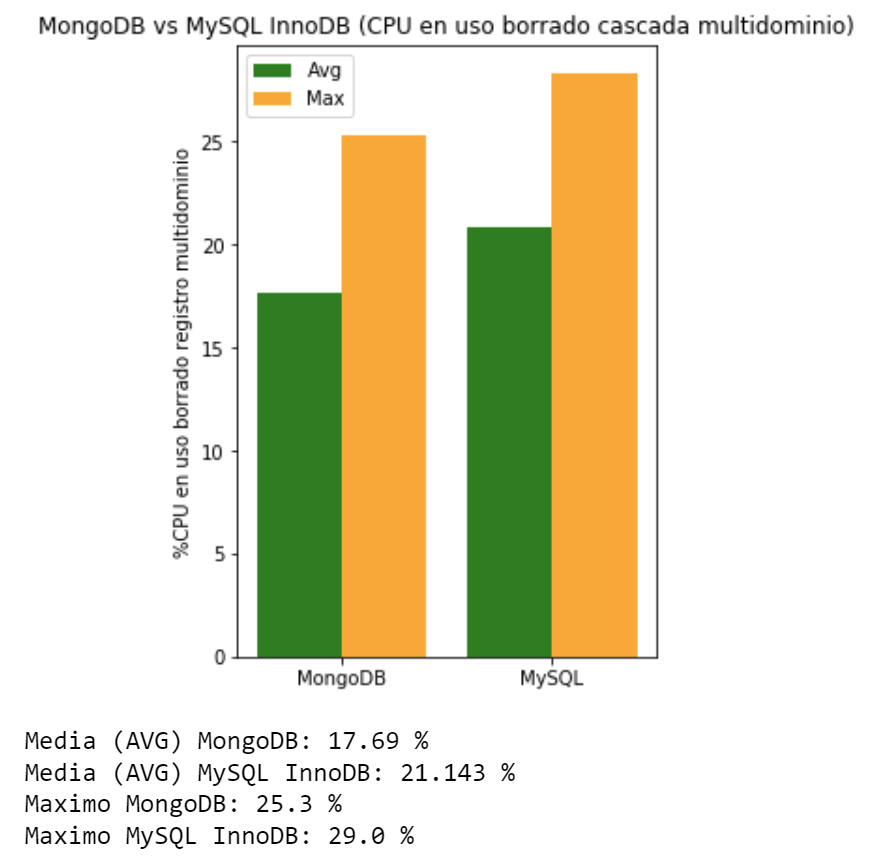 MongoDB vs MySQL InnoDB (CPU en uso borrado cascada multidominio)
Avg
Max
%CPU en uso borrado registro multidominio
25
20
15
10
5
0
MongoDB
MySQL
Media (AVG) MongoDB: 17.69 %
Media (AVG) MySQL InnoDB: 21.143 %
Maximo MongoDB: 25.3 %
Maximo MySQL InnoDB: 29.0 %